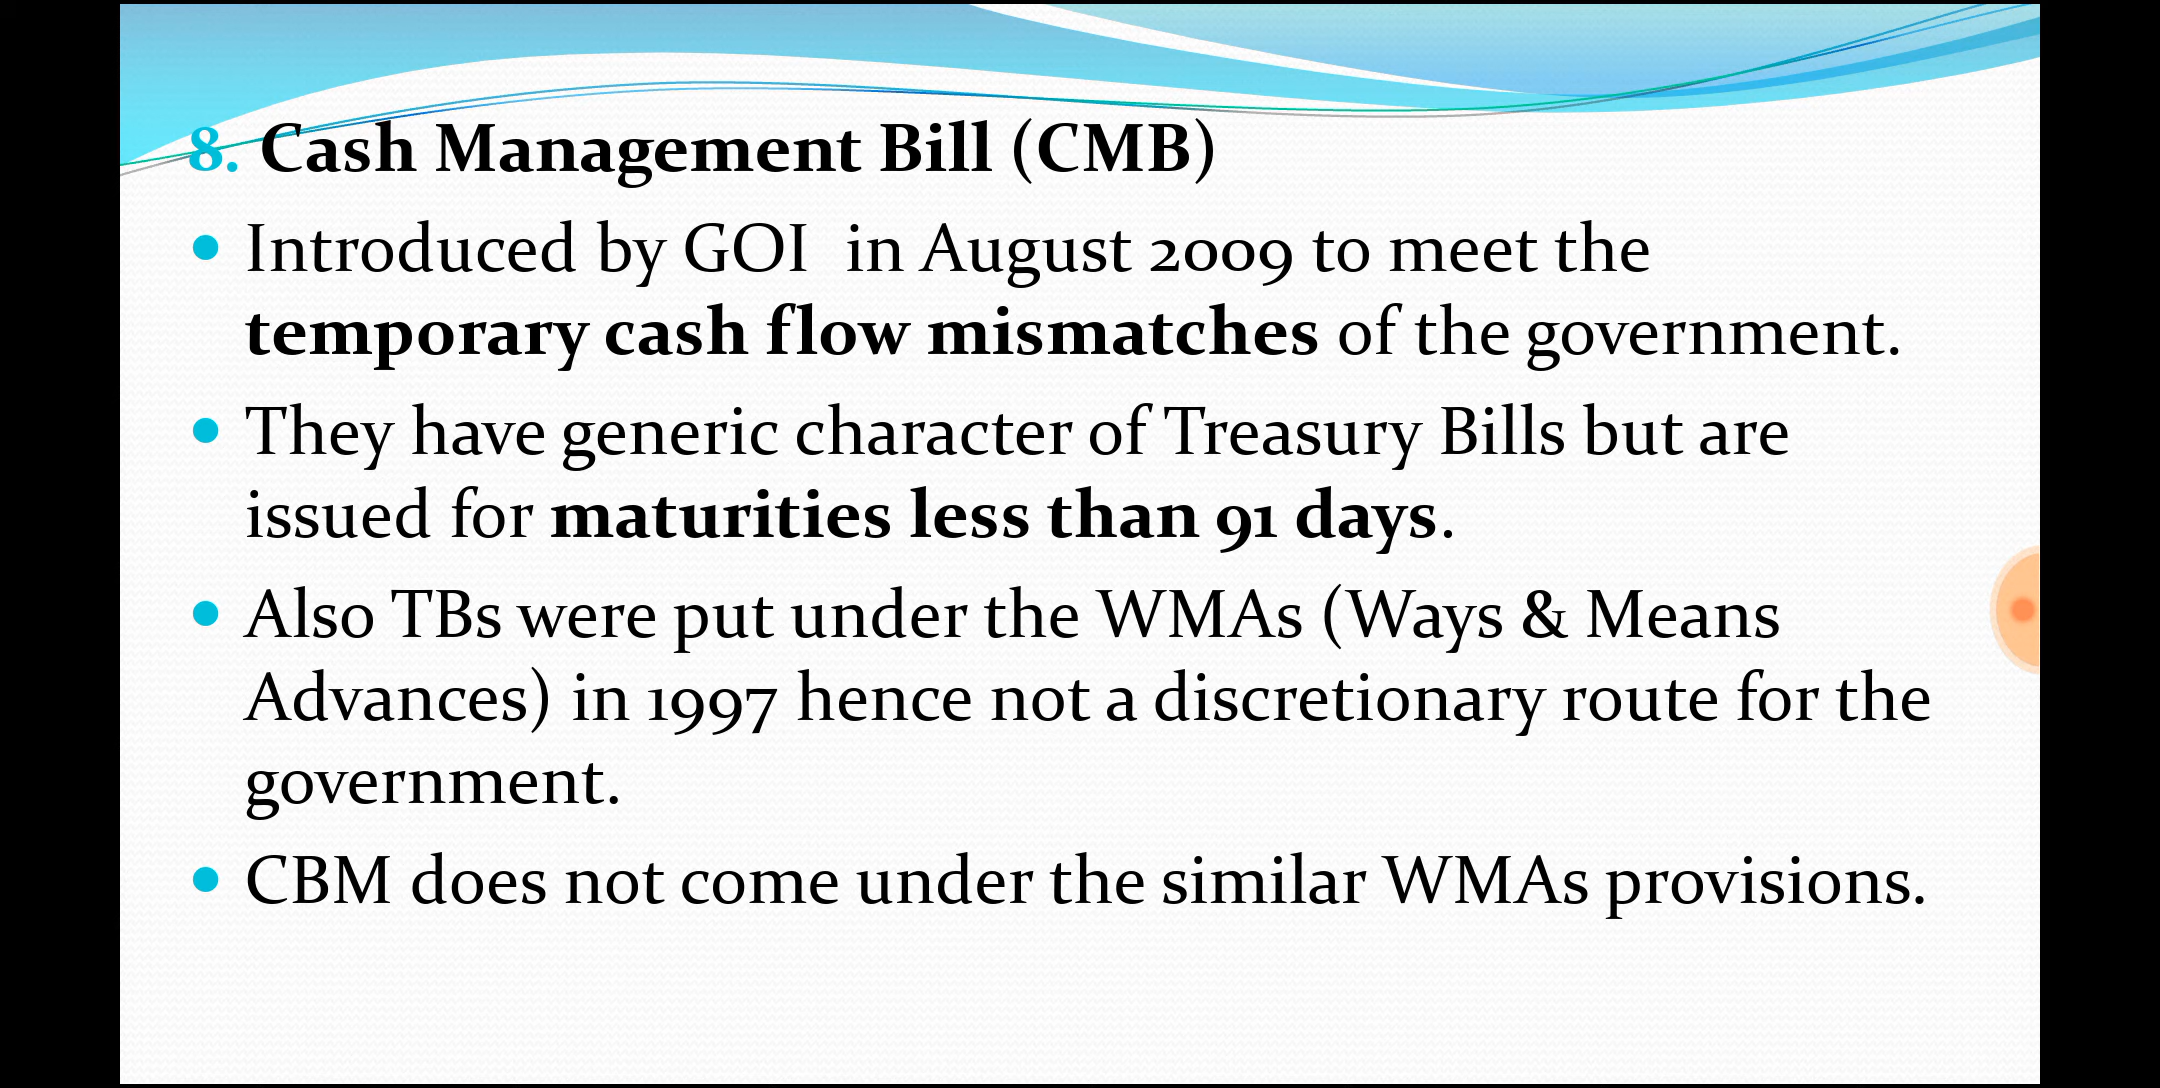 8. Cash Management Bill (CMB)
• Introduced by GOI in August 2009 to meet the
temporary cash flow mismatches of the government.
• They have generic character of Treasury Bills but are
issued for maturities less than 91 days.
• Also TBs were put under the WMAs (Ways & Means
Advances) in 1997 hence not a discretionary route for the
government.
• CBM does not come under the similar WMAs provisions.